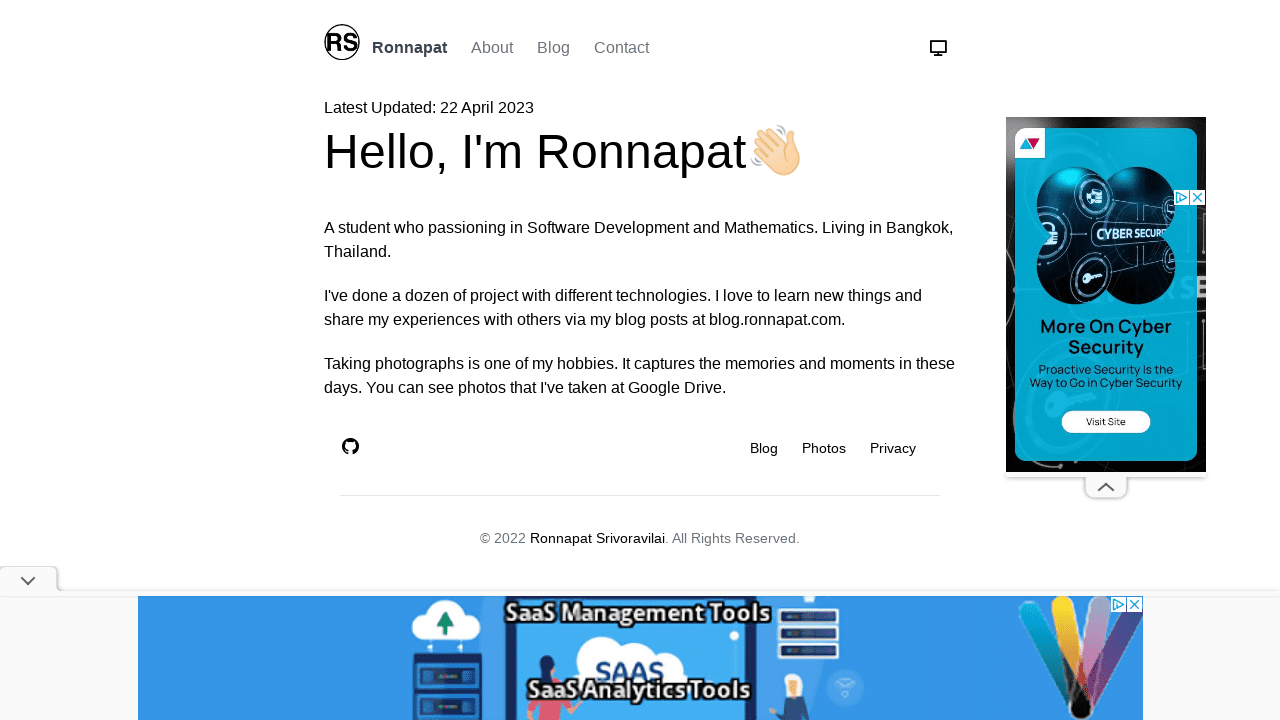 RS
Ronnapat
About
Blog
Contact
Latest Updated: 22 April 2023
Hello, I'm Ronnapat👋🏻
A student who passioning in Software Development and Mathematics. Living in Bangkok,
Thailand.
I've done a dozen of project with different technologies. I love to learn new things and
share my experiences with others via my blog posts at blog.ronnapat.com.
Taking photographs is one of my hobbies. It captures the memories and moments in these
days. You can see photos that I've taken at Google Drive.
Blog
Photos
Privacy
© 2022 Ronnapat Srivoravilai. All Rights Reserved.
CYBER SECURITY
More On Cyber
Security
Proactive Security Is the
Way to Go in Cyber Security
Visit Site
SaaS Management Tools
SAAS
SaaS Analytics Tools